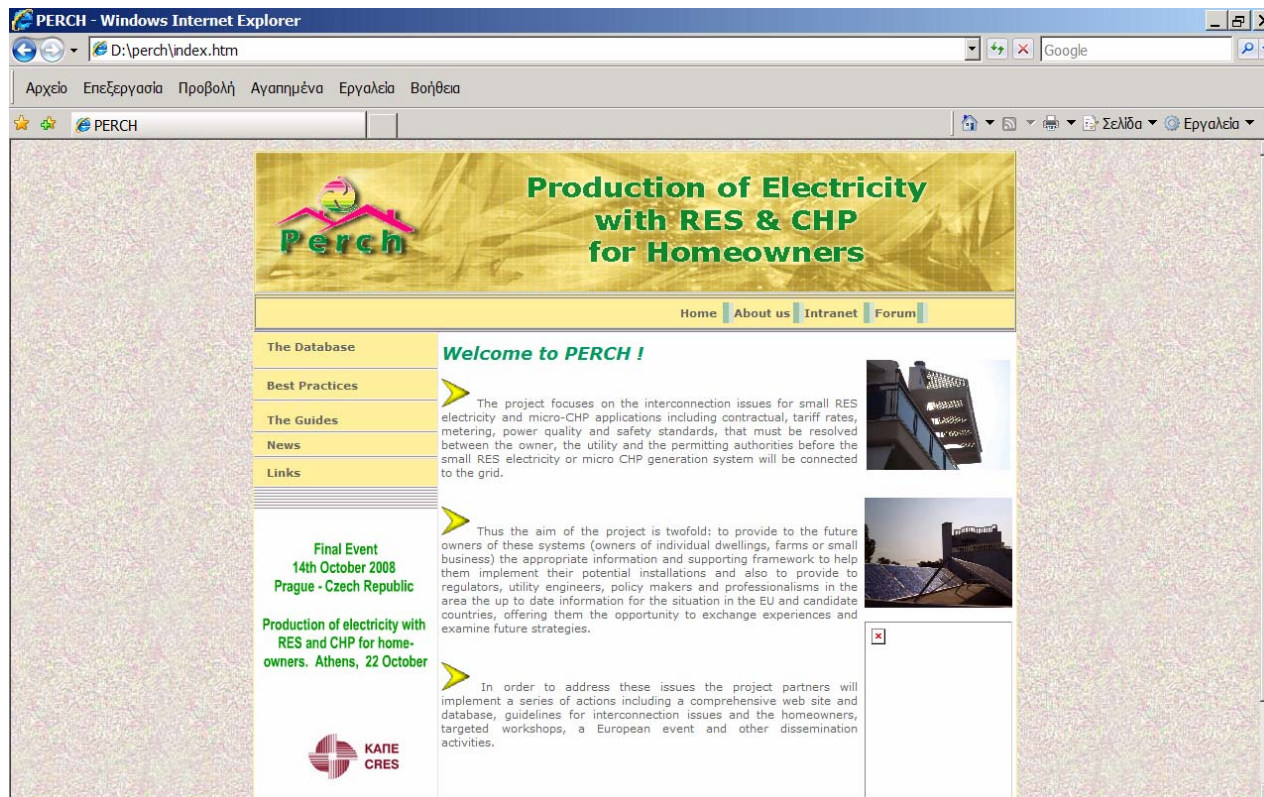 PERCH - Windows Internet Explorer
D:\perch\index.htm
Google
Αρχείο Επεξεργασία Προβολή Αγαπημένα Εργαλεία Βοήθεια
PERCH
Σελίδα Εργαλεία
Perch
Production of Electricity
with RES & CHP
for Homeowners
Home About us Intranet Forum
The Database
Best Practices
The Guides
News
Links
Final Event
14th October 2008
Prague - Czech Republic
Production of electricity with
RES and CHP for home-
owners. Athens, 22 October
ΚΑΠΕ
CRES
Welcome to PERCH !
The project focuses on the interconnection issues for small RES
electricity and micro-CHP applications including contractual, tariff rates,
metering, power quality and safety standards, that must be resolved
between the owner, the utility and the permitting authorities before the
small RES electricity or micro CHP generation system will be connected
to the grid.
Thus the aim of the project is twofold: to provide to the future
owners of these systems (owners of individual dwellings, farms or small
business) the appropriate information and supporting framework to help
them implement their potential installations and also to provide to
regulators, utility engineers, policy makers and professionalisms in the
area the up to date information for the situation in the EU and candidate
countries, offering them the opportunity to exchange experiences and
examine future strategies.
In order to address these issues the project partners will
implement a series of actions including a comprehensive web site and
database, guidelines for interconnection issues and the homeowners,
targeted workshops, a European event and other dissemination
activities.